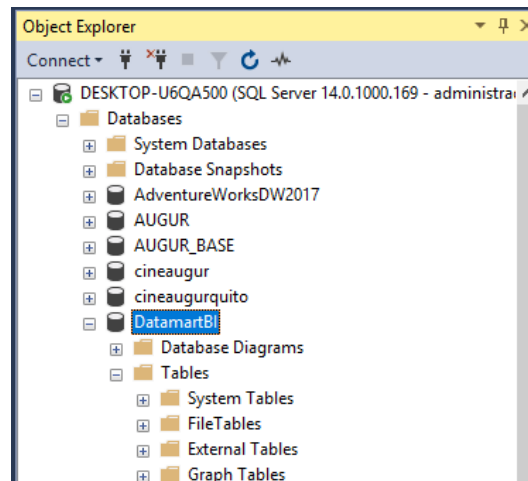 Object Explorer
Connect
DESKTOP-U6QA500 (SQL Server 14.0.1000.169 - administra
Databases
System Databases
Database Snapshots
AdventureWorksDW2017
AUGUR
AUGUR_BASE
cineaugur
cineaugurquito
DatamartBI
Database Diagrams
Tables
System Tables
FileTables
External Tables
Graph Tables